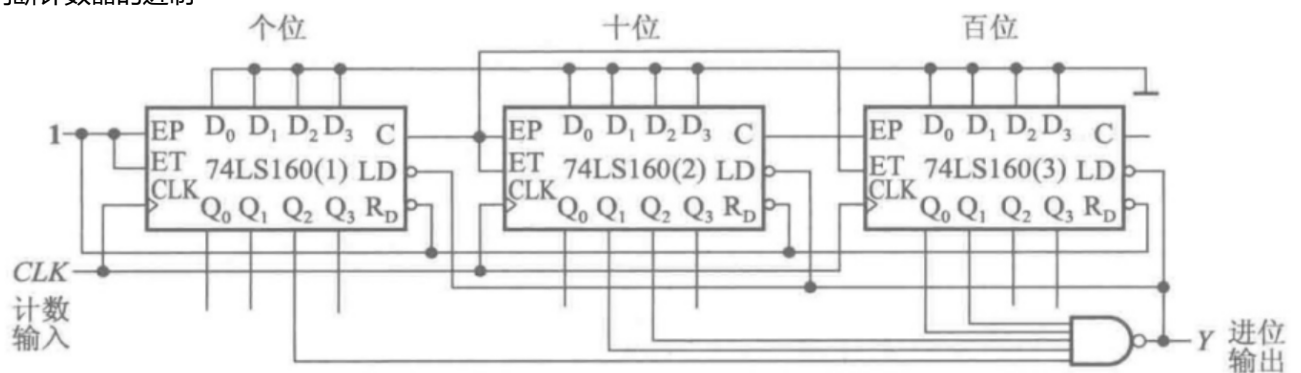 个位 十位 百位
1 EP D₀ D₁ D₂ D₃ C EP D₀ D₁ D₂ D₃ C EP D₀ D₁ D₂ D₃ C
ET 74LS160(1) LD ET 74LS160(2) LD ET 74LS160(3) LD
CLK Q₀ Q₁ Q₂ Q₃ R_D CLK Q₀ Q₁ Q₂ Q₃ R_D CLK Q₀ Q₁ Q₂ Q₃ R_D
CLK
计数
输入
Y 进位
输出